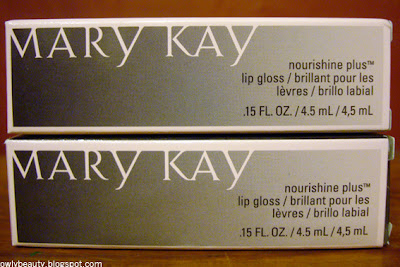 MARY KAY
nourishine plus™
lip gloss / brillant pour les
lèvres / brillo labial
.15 FL. OZ. / 4.5 mL / 4,5 mL
MARY KAY
nourishine plus™
lip gloss / brillant pour les
lèvres / brillo labial
.15 FL. OZ. / 4.5 mL / 4,5 mL
owlybeauty.blogspot.com